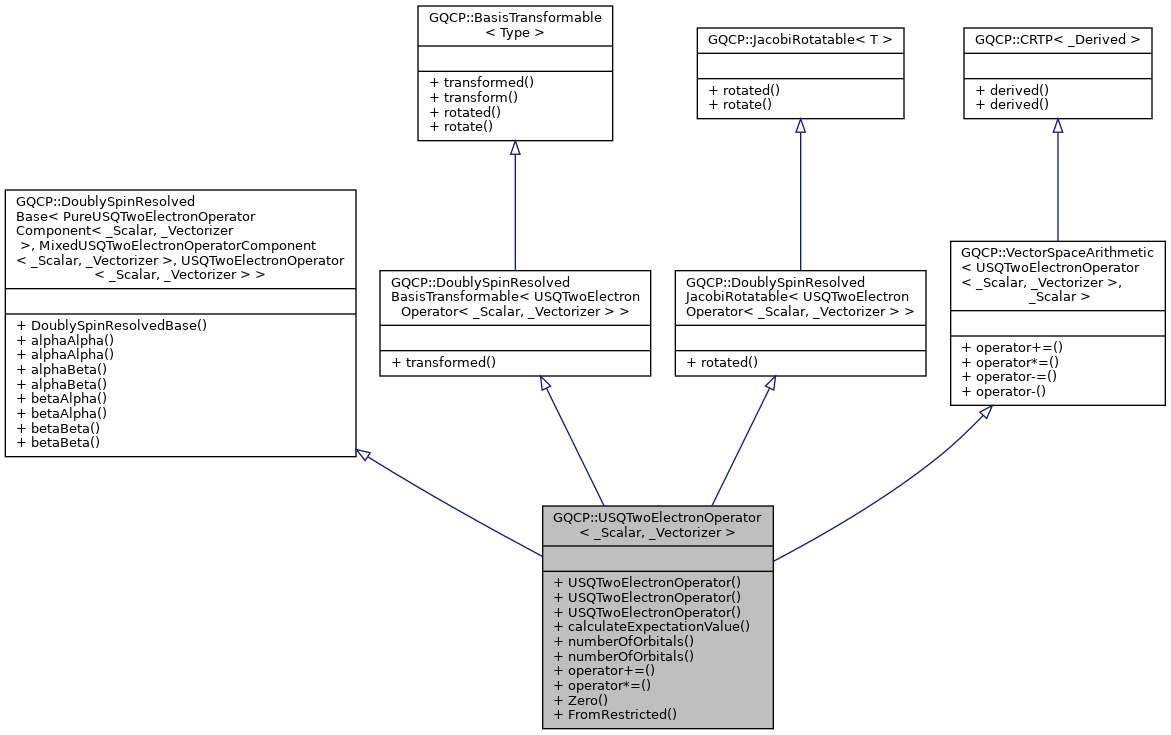 GQCP::BasisTransformable
< Type >
+ transformed()
+ transform()
+ rotated()
+ rotate()
GQCP::JacobiRotatable< T >
+ rotated()
+ rotate()
GQCP::CRTP< _Derived >
+ derived()
+ derived()
GQCP::DoublySpinResolved
Base< PureUSQTwoElectronOperator
Component< _Scalar, _Vectorizer
>, MixedUSQTwoElectronOperatorComponent
< _Scalar, _Vectorizer >, USQTwoElectronOperator
< _Scalar, _Vectorizer > >
+ DoublySpinResolvedBase()
+ alphaAlpha()
+ alphaAlpha()
+ alphaBeta()
+ alphaBeta()
+ betaAlpha()
+ betaAlpha()
+ betaBeta()
+ betaBeta()
GQCP::DoublySpinResolved
BasisTransformable< USQTwoElectron
Operator< _Scalar, _Vectorizer > >
+ transformed()
GQCP::DoublySpinResolved
JacobiRotatable< USQTwoElectron
Operator< _Scalar, _Vectorizer > >
+ rotated()
GQCP::VectorSpaceArithmetic
< USQTwoElectronOperator
< _Scalar, _Vectorizer >,
_Scalar >
+ operator+=()
+ operator*=()
+ operator-=()
+ operator-()
GQCP::USQTwoElectronOperator
< _Scalar, _Vectorizer >
+ USQTwoElectronOperator()
+ USQTwoElectronOperator()
+ USQTwoElectronOperator()
+ calculateExpectationValue()
+ numberOfOrbitals()
+ numberOfOrbitals()
+ operator+=()
+ operator*=()
+ Zero()
+ FromRestricted()